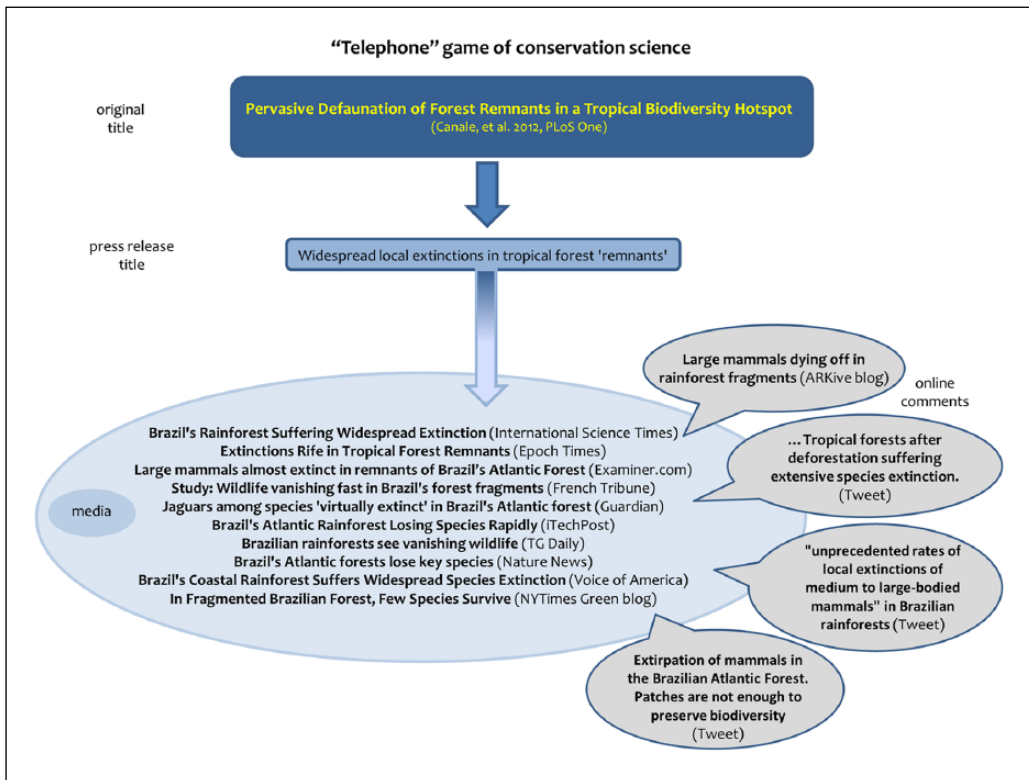 “Telephone” game of conservation science
original
title
Pervasive Defaunation of Forest Remnants in a Tropical Biodiversity Hotspot
(Canale, et al. 2012, PLoS One)
press release
title
Widespread local extinctions in tropical forest 'remnants'
Large mammals dying off in
rainforest fragments (ARKive blog)
online
comments
Brazil's Rainforest Suffering Widespread Extinction (International Science Times)
Extinctions Rife in Tropical Forest Remnants (Epoch Times)
Large mammals almost extinct in remnants of Brazil's Atlantic Forest (Examiner.com)
Study: Wildlife vanishing fast in Brazil's forest fragments (French Tribune)
Jaguars among species 'virtually extinct' in Brazil's Atlantic forest (Guardian)
Brazil's Atlantic Rainforest Losing Species Rapidly (iTechPost)
Brazilian rainforests see vanishing wildlife (TG Daily)
Brazil's Atlantic forests lose key species (Nature News)
Brazil's Coastal Rainforest Suffers Widespread Species Extinction (Voice of America)
In Fragmented Brazilian Forest, Few Species Survive (NYTimes Green blog)
media
... Tropical forests after
deforestation suffering
extensive species extinction.
(Tweet)
"unprecedented rates of
local extinctions of
medium to large-bodied
mammals" in Brazilian
rainforests (Tweet)
Extirpation of mammals in
the Brazilian Atlantic Forest.
Patches are not enough to
preserve biodiversity
(Tweet)